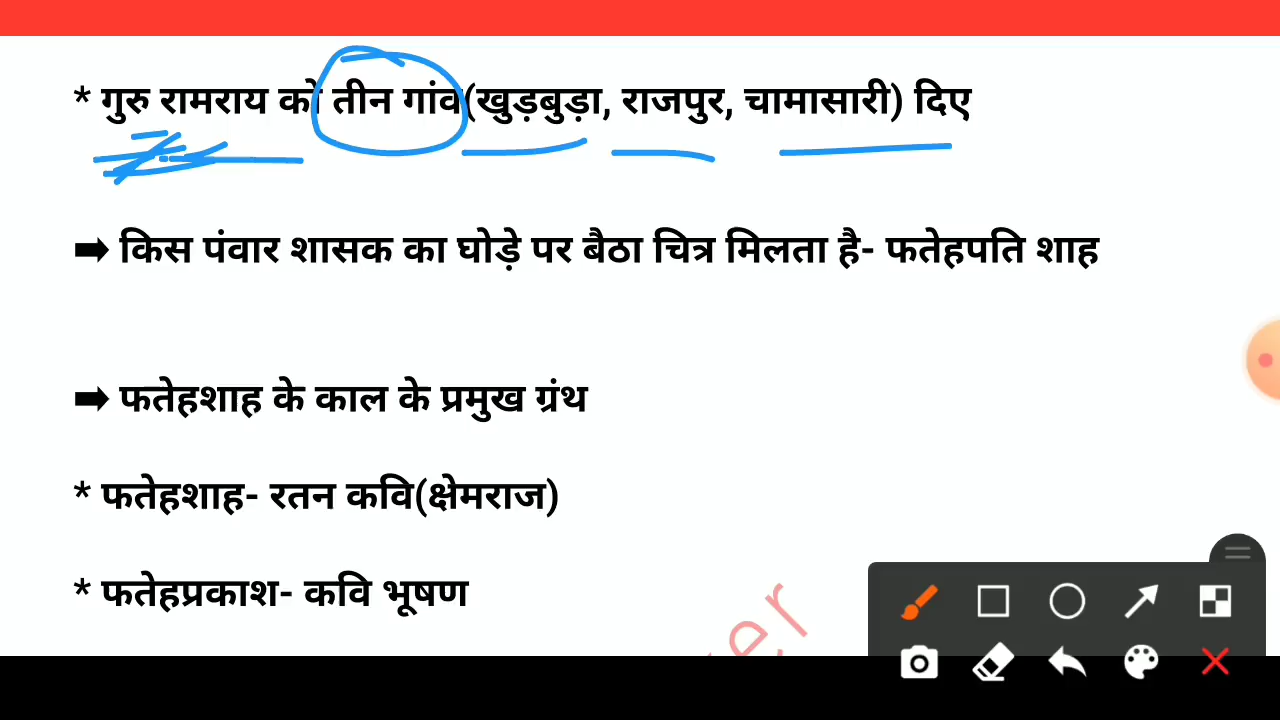 * गुरु रामराय को तीन गांव(खुड़बुड़ा, राजपुर, चामासारी) दिए
➡ किस पंवार शासक का घोड़े पर बैठा चित्र मिलता है- फतेहपति शाह
➡ फतेहशाह के काल के प्रमुख ग्रंथ
* फतेहशाह- रतन कवि(क्षेमराज)
* फतेहप्रकाश- कवि भूषण